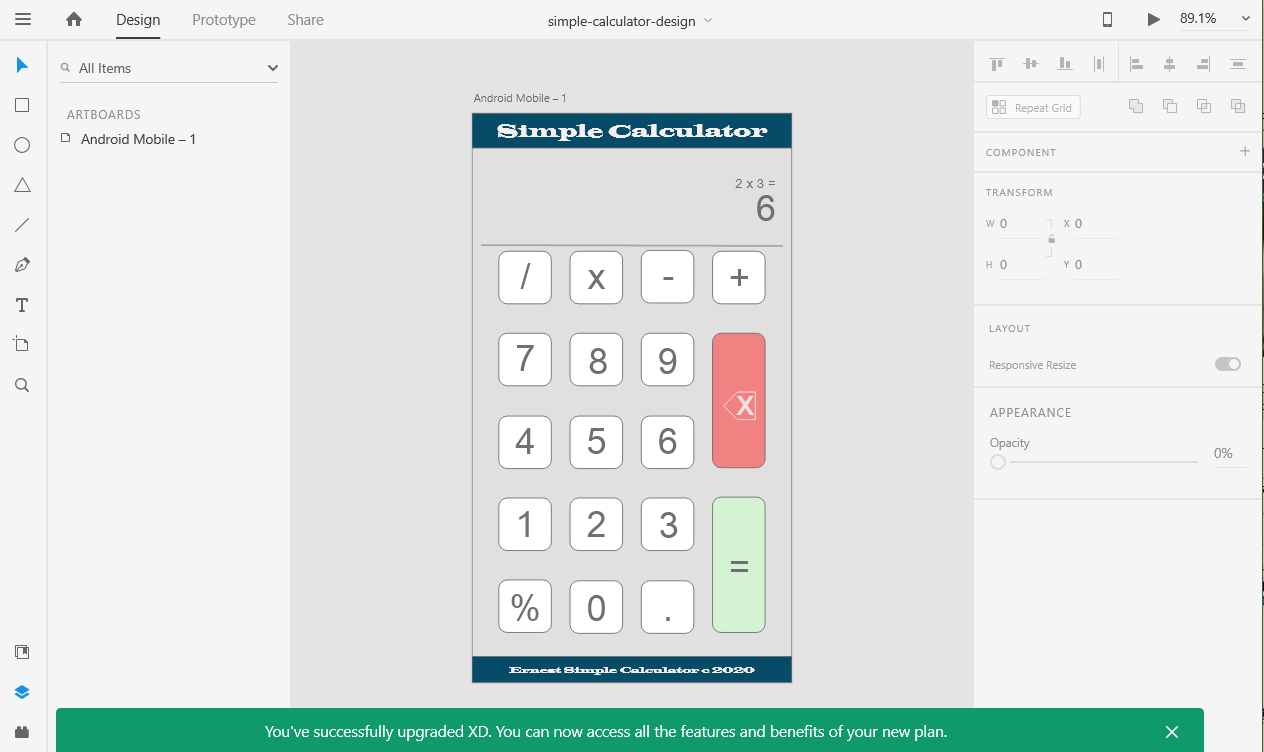 Design
Prototype
Share
simple-calculator-design
89.1%
All Items
ARTBOARDS
Android Mobile – 1
Android Mobile – 1
Simple Calculator
2 x 3 =
6
/ x - +
7 8 9
X
4 5 6
1 2 3
=
% 0 .
Ernest Simple Calculator c 2020
Repeat Grid
COMPONENT
TRANSFORM
W 0 X 0
H 0 Y 0
LAYOUT
Responsive Resize
APPEARANCE
Opacity
0%
You've successfully upgraded XD. You can now access all the features and benefits of your new plan.